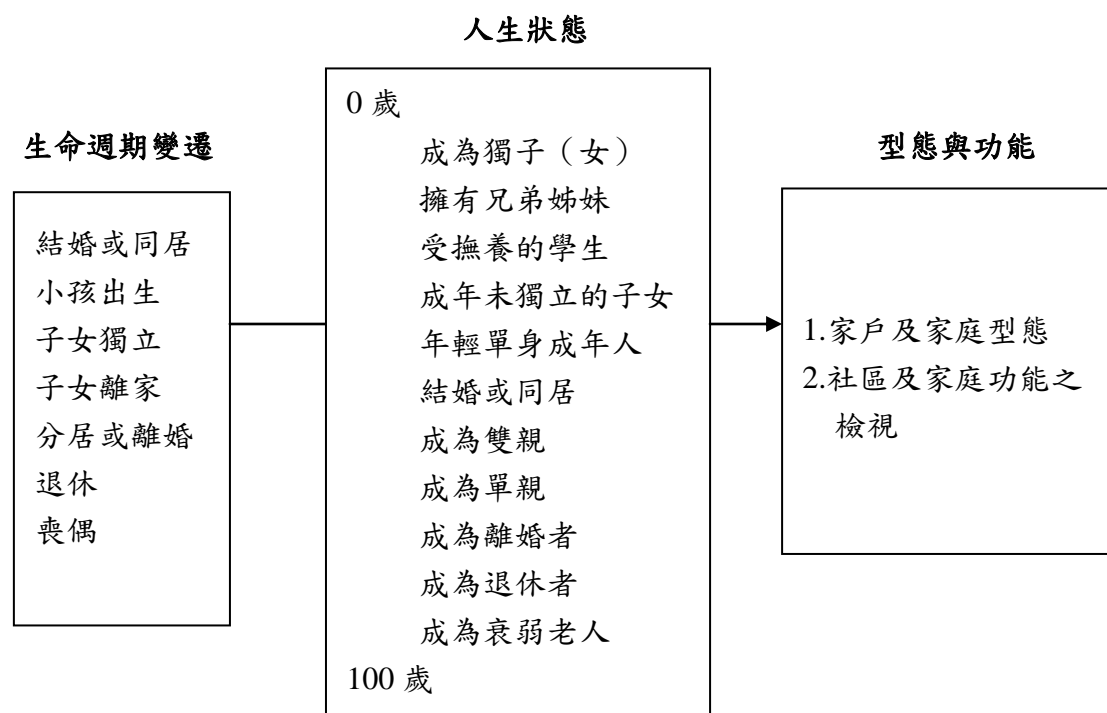 人生狀態
生命週期變遷
結婚或同居
小孩出生
子女獨立
子女離家
分居或離婚
退休
喪偶
0 歲
成為獨子（女）
擁有兄弟姊妹
受撫養的學生
成年未獨立的子女
年輕單身成年人
結婚或同居
成為雙親
成為單親
成為離婚者
成為退休者
成為衰弱老人
100 歲
型態與功能
1.家戶及家庭型態
2.社區及家庭功能之
檢視